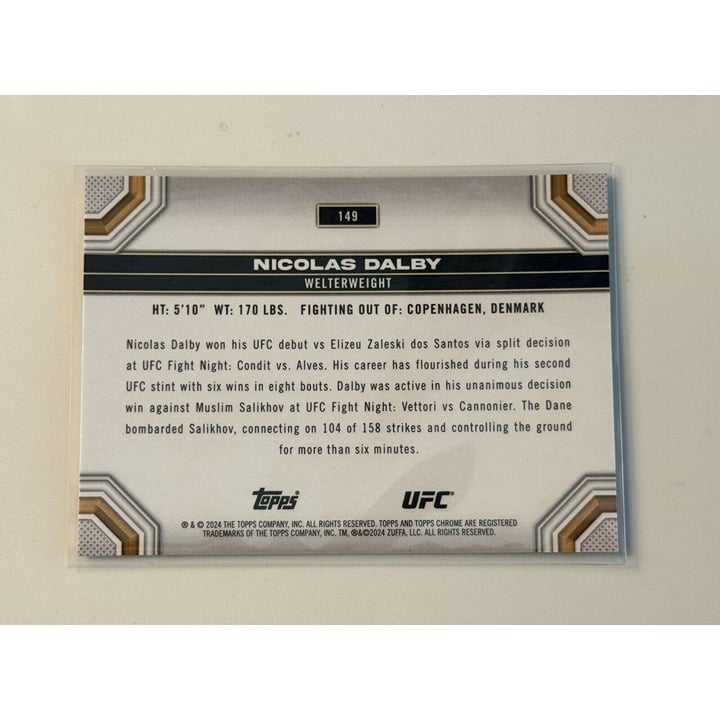 149
NICOLAS DALBY
WELTERWEIGHT
HT: 5'10" WT: 170 LBS. FIGHTING OUT OF: COPENHAGEN, DENMARK
Nicolas Dalby won his UFC debut vs Elizeu Zaleski dos Santos via split decision
at UFC Fight Night: Condit vs. Alves. His career has flourished during his second
UFC stint with six wins in eight bouts. Dalby was active in his unanimous decision
win against Muslim Salikhov at UFC Fight Night: Vettori vs Cannonier. The Dane
bombarded Salikhov, connecting on 104 of 158 strikes and controlling the ground
for more than six minutes.
Topps UFC®
® & © 2024 THE TOPPS COMPANY, INC. ALL RIGHTS RESERVED. TOPPS AND TOPPS CHROME ARE REGISTERED
TRADEMARKS OF THE TOPPS COMPANY, INC. TM, ®&©2024 ZUFFA, LLC. ALL RIGHTS RESERVED.